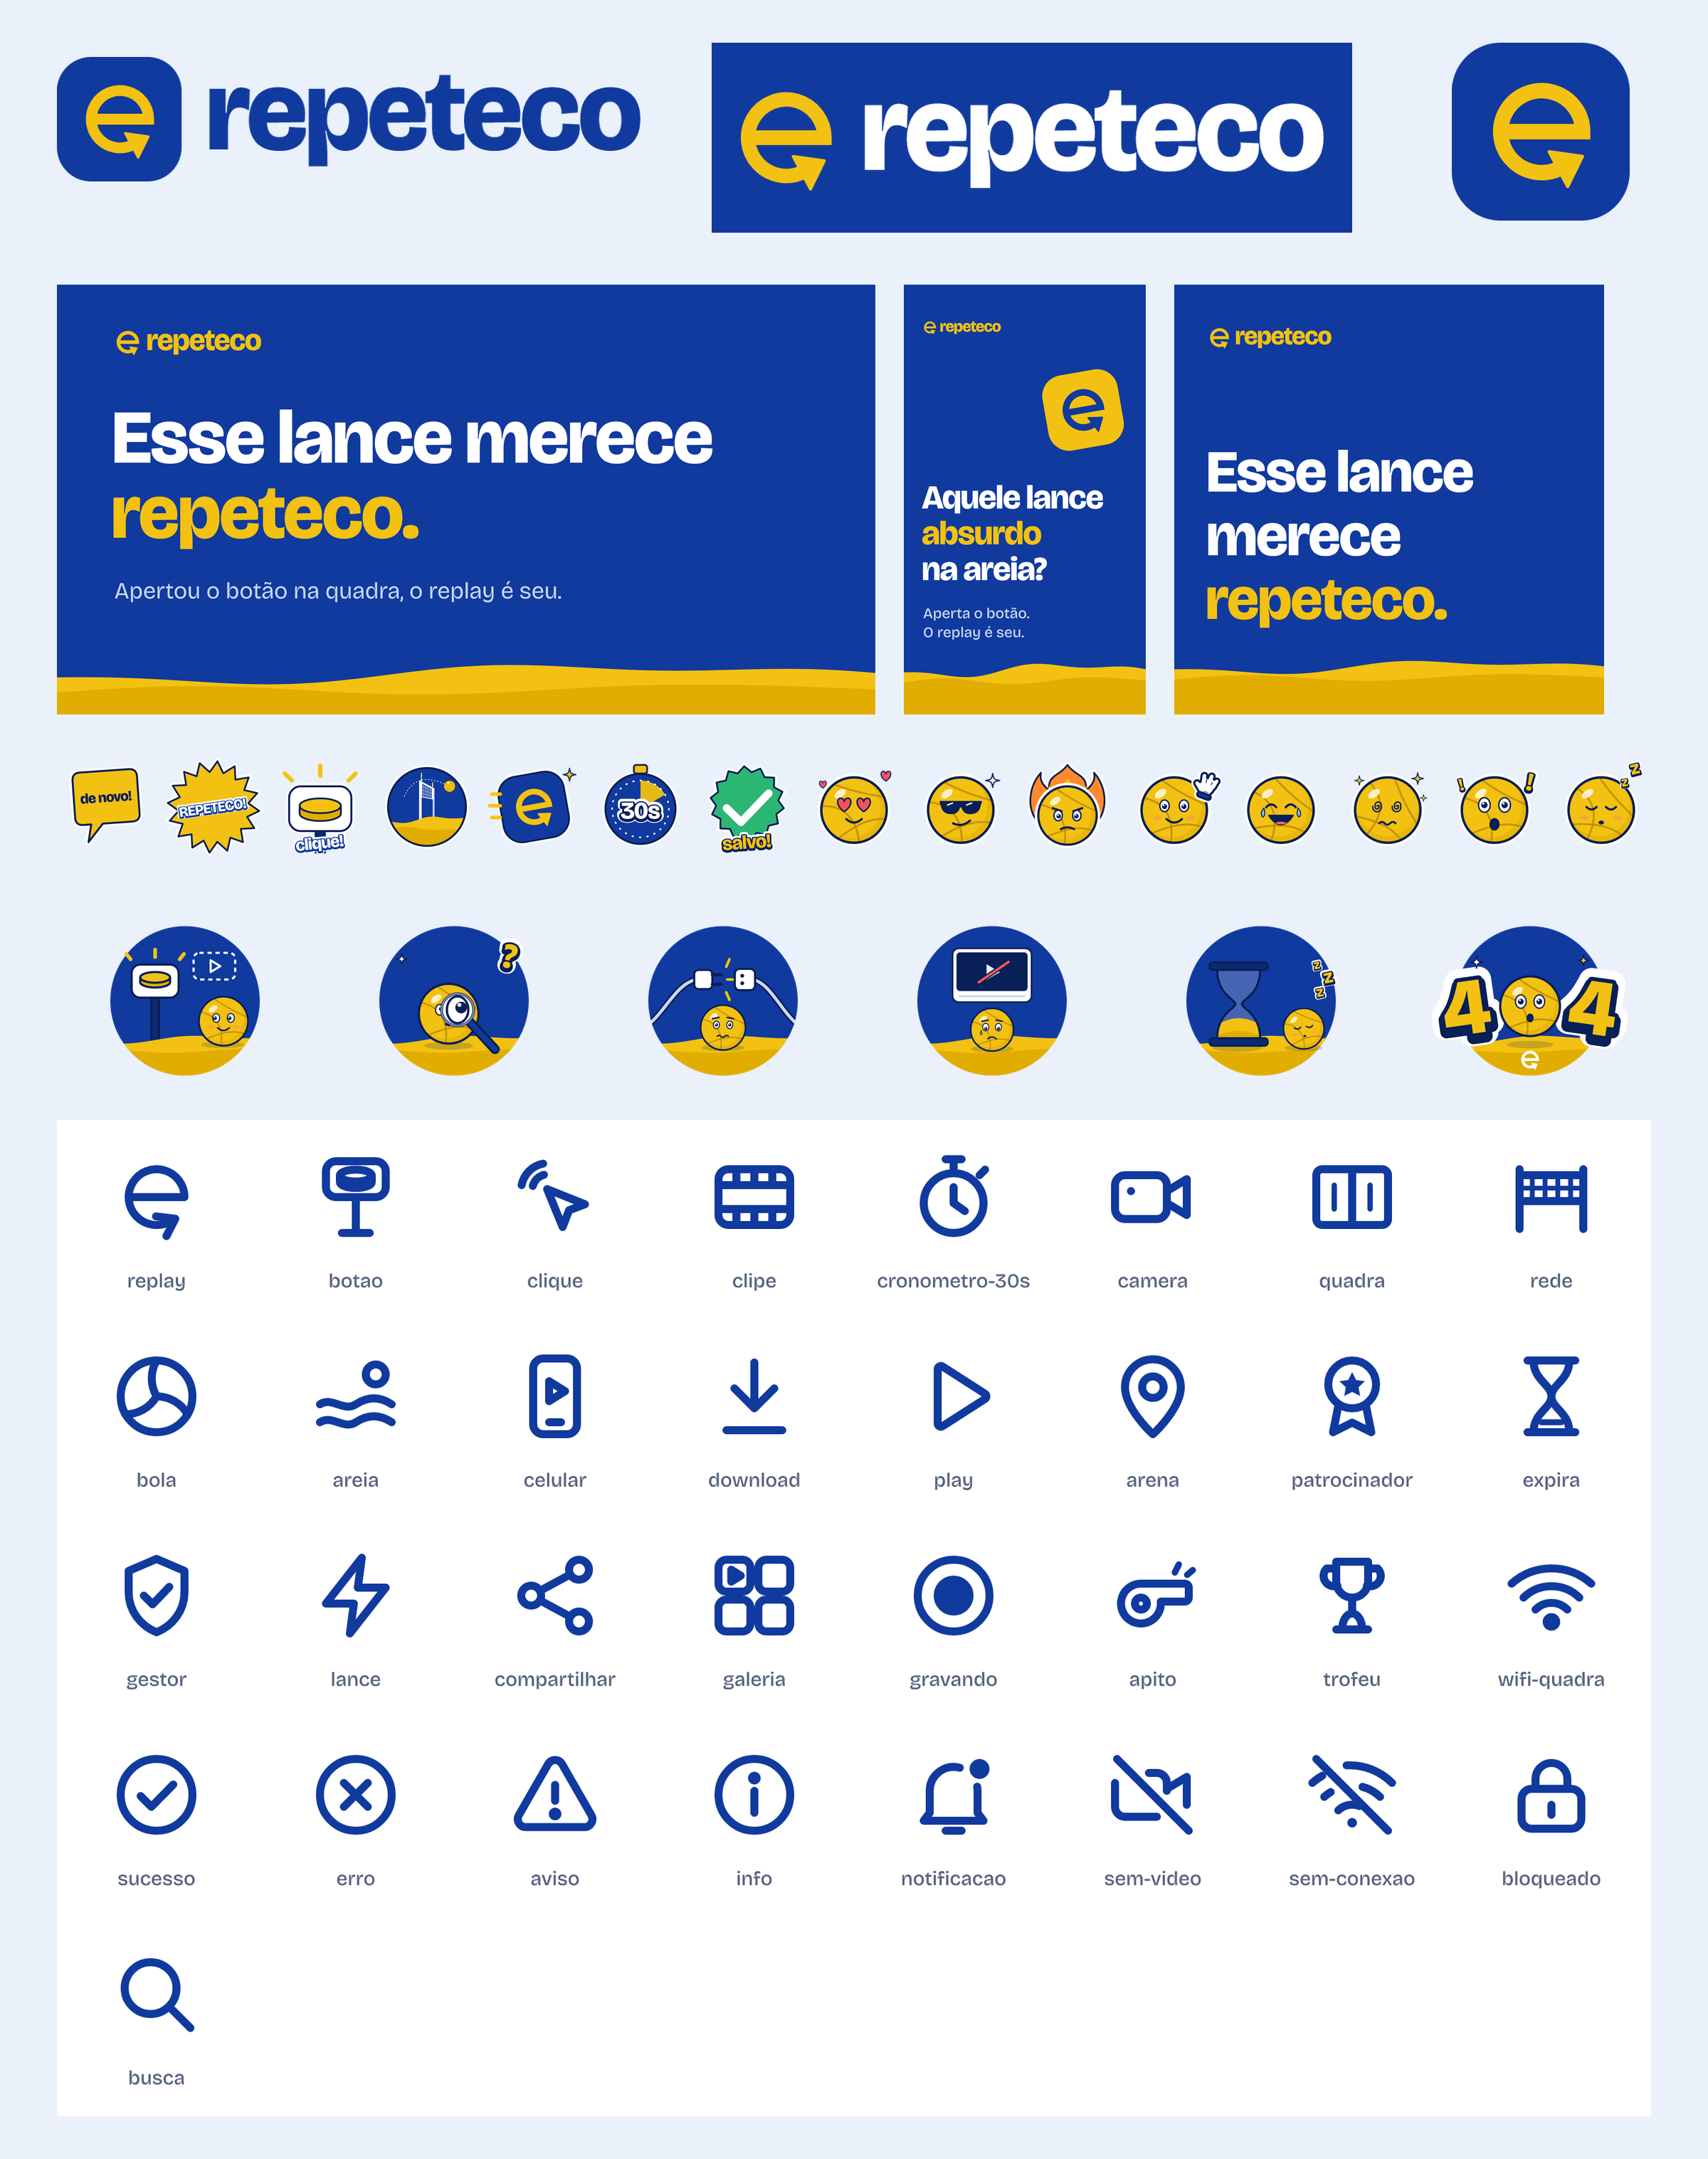 repeteco
repeteco
repeteco
Esse lance merece
repeteco.
Apertou o botão na quadra, o replay é seu.
repeteco
Aquele lance
absurdo
na areia?
Aperta o botão.
O replay é seu.
repeteco
Esse lance
merece
repeteco.
de novo!
REPETECO!
clique!
30s
salvo!
z
z
?
z
z
z
4
4
replay
botao
clique
clipe
cronometro-30s
camera
quadra
rede
bola
areia
celular
download
play
arena
patrocinador
expira
gestor
lance
compartilhar
galeria
gravando
apito
trofeu
wifi-quadra
sucesso
erro
aviso
info
notificacao
sem-video
sem-conexao
bloqueado
busca